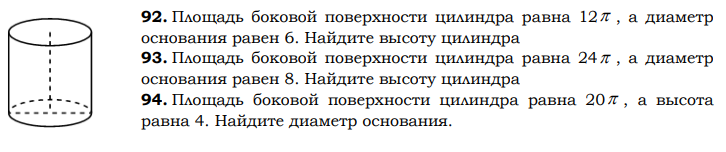 92. Площадь боковой поверхности цилиндра равна 12π , а диаметр
основания равен 6. Найдите высоту цилиндра
93. Площадь боковой поверхности цилиндра равна 24π , а диаметр
основания равен 8. Найдите высоту цилиндра
94. Площадь боковой поверхности цилиндра равна 20π , а высота
равна 4. Найдите диаметр основания.